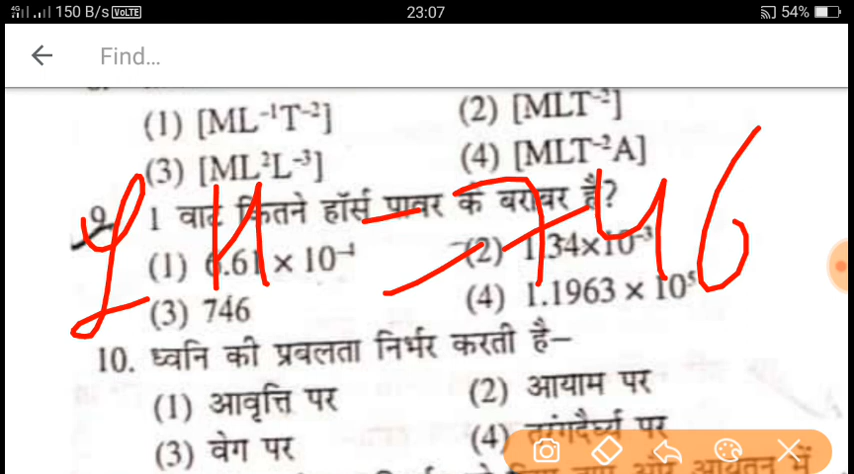 4G 150 B/s VoLTE 23:07 54%
← Find...
(1) [ML⁻¹T⁻²] (2) [MLT⁻²]
(3) [ML²L⁻³] (4) [MLT⁻²A]
9. 1 वाट कितने हॉर्स पावर के बराबर है?
(1) 6.61 × 10⁻⁴ (2) 1.34×10⁻³
(3) 746 (4) 1.1963 × 10⁵
746
10. ध्वनि की प्रबलता निर्भर करती है–
(1) आवृत्ति पर (2) आयाम पर
(3) वेग पर (4) तरंगदैर्ध्य पर